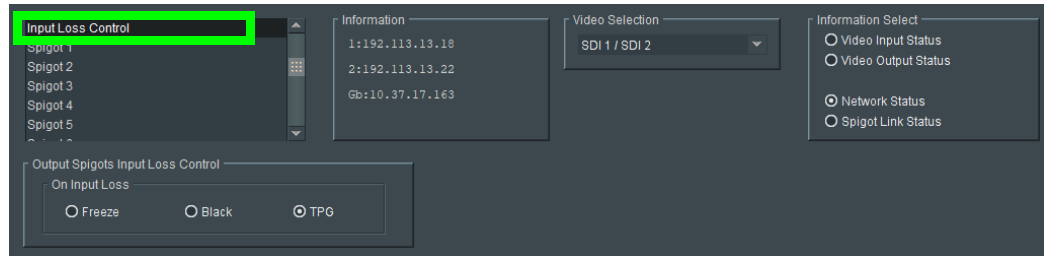 Input Loss Control
Spigot 1
Spigot 2
Spigot 3
Spigot 4
Spigot 5
Information
1:192.113.13.18
2:192.113.13.22
Gb:10.37.17.163
Video Selection
SDI 1 / SDI 2
Information Select
Video Input Status
Video Output Status
Network Status
Spigot Link Status
Output Spigots Input Loss Control
On Input Loss
Freeze
Black
TPG